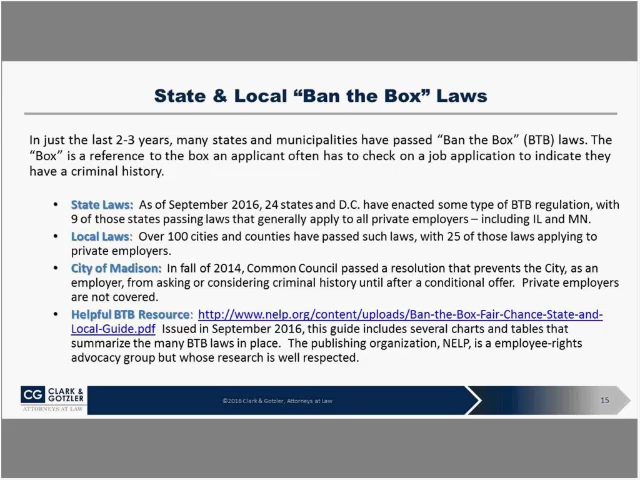 State & Local “Ban the Box” Laws
In just the last 2-3 years, many states and municipalities have passed “Ban the Box” (BTB) laws. The
“Box” is a reference to the box an applicant often has to check on a job application to indicate they
have a criminal history.
• State Laws: As of September 2016, 24 states and D.C. have enacted some type of BTB regulation, with
9 of those states passing laws that generally apply to all private employers – including IL and MN.
• Local Laws: Over 100 cities and counties have passed such laws, with 25 of those laws applying to
private employers.
• City of Madison: In fall of 2014, Common Council passed a resolution that prevents the City, as an
employer, from asking or considering criminal history until after a conditional offer. Private employers
are not covered.
• Helpful BTB Resource: http://www.nelp.org/content/uploads/Ban-the-Box-Fair-Chance-State-and-
Local-Guide.pdf Issued in September 2016, this guide includes several charts and tables that
summarize the many BTB laws in place. The publishing organization, NELP, is a employee-rights
advocacy group but whose research is well respected.
CG CLARK &
GOTZLER
ATTORNEYS AT LAW
©2016 Clark & Gotzler, Attorneys at Law
15